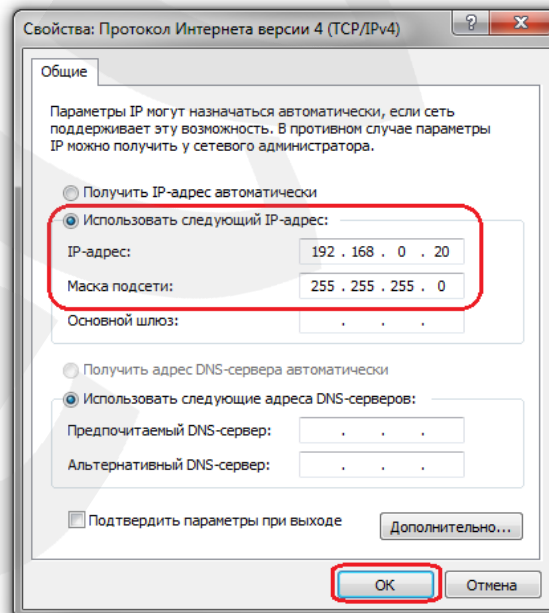 Свойства: Протокол Интернета версии 4 (TCP/IPv4)
Общие
Параметры IP могут назначаться автоматически, если сеть
поддерживает эту возможность. В противном случае параметры
IP можно получить у сетевого администратора.
Получить IP-адрес автоматически
Использовать следующий IP-адрес:
IP-адрес: 192 . 168 . 0 . 20
Маска подсети: 255 . 255 . 255 . 0
Основной шлюз: . . .
Получить адрес DNS-сервера автоматически
Использовать следующие адреса DNS-серверов:
Предпочитаемый DNS-сервер: . . .
Альтернативный DNS-сервер: . . .
Подтвердить параметры при выходе
Дополнительно...
ОК Отмена